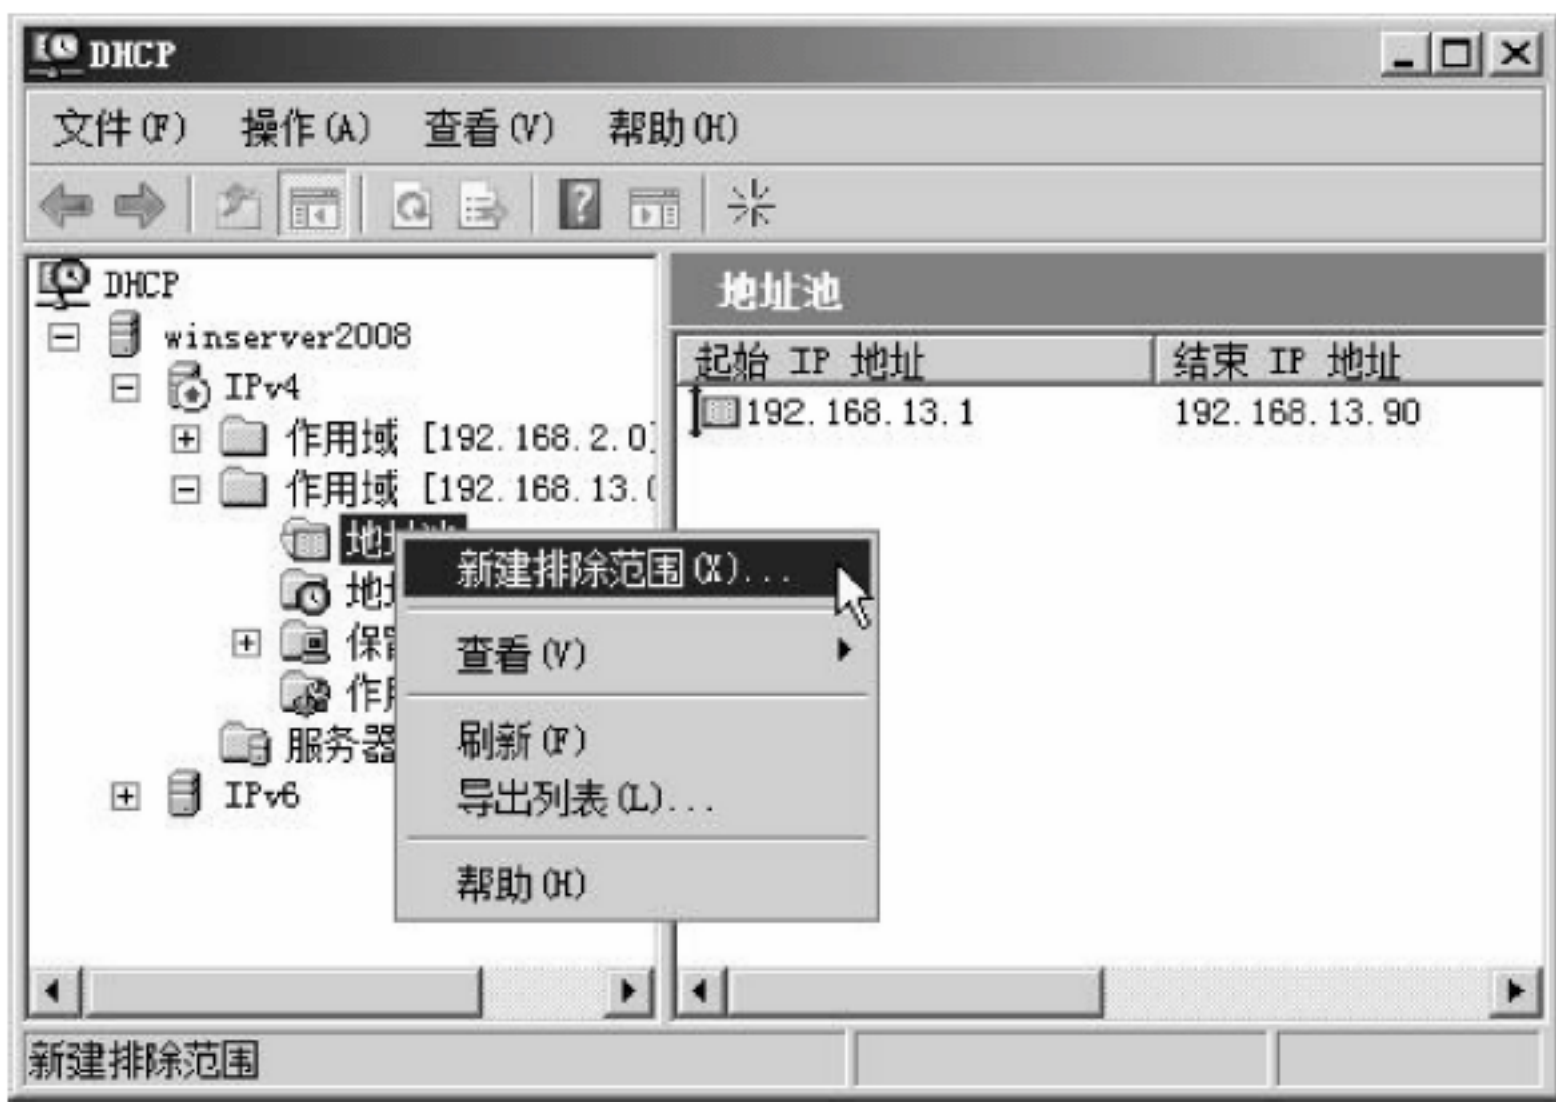 DHCP
文件(F) 操作(A) 查看(V) 帮助(H)
DHCP
winserver2008
IPv4
作用域 [192.168.2.0]
作用域 [192.168.13.0
IPv6
服务器
地址池
起始 IP 地址 结束 IP 地址
192.168.13.1 192.168.13.90
新建排除范围(X)...
查看(V)
刷新(F)
导出列表(L)...
帮助(H)
新建排除范围